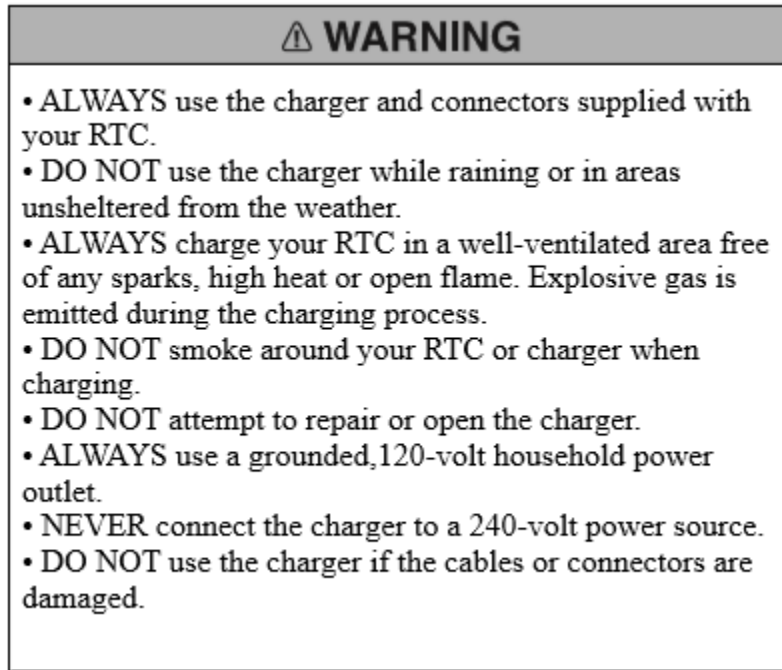 ⚠ WARNING
• ALWAYS use the charger and connectors supplied with
your RTC.
• DO NOT use the charger while raining or in areas
unsheltered from the weather.
• ALWAYS charge your RTC in a well-ventilated area free
of any sparks, high heat or open flame. Explosive gas is
emitted during the charging process.
• DO NOT smoke around your RTC or charger when
charging.
• DO NOT attempt to repair or open the charger.
• ALWAYS use a grounded,120-volt household power
outlet.
• NEVER connect the charger to a 240-volt power source.
• DO NOT use the charger if the cables or connectors are
damaged.